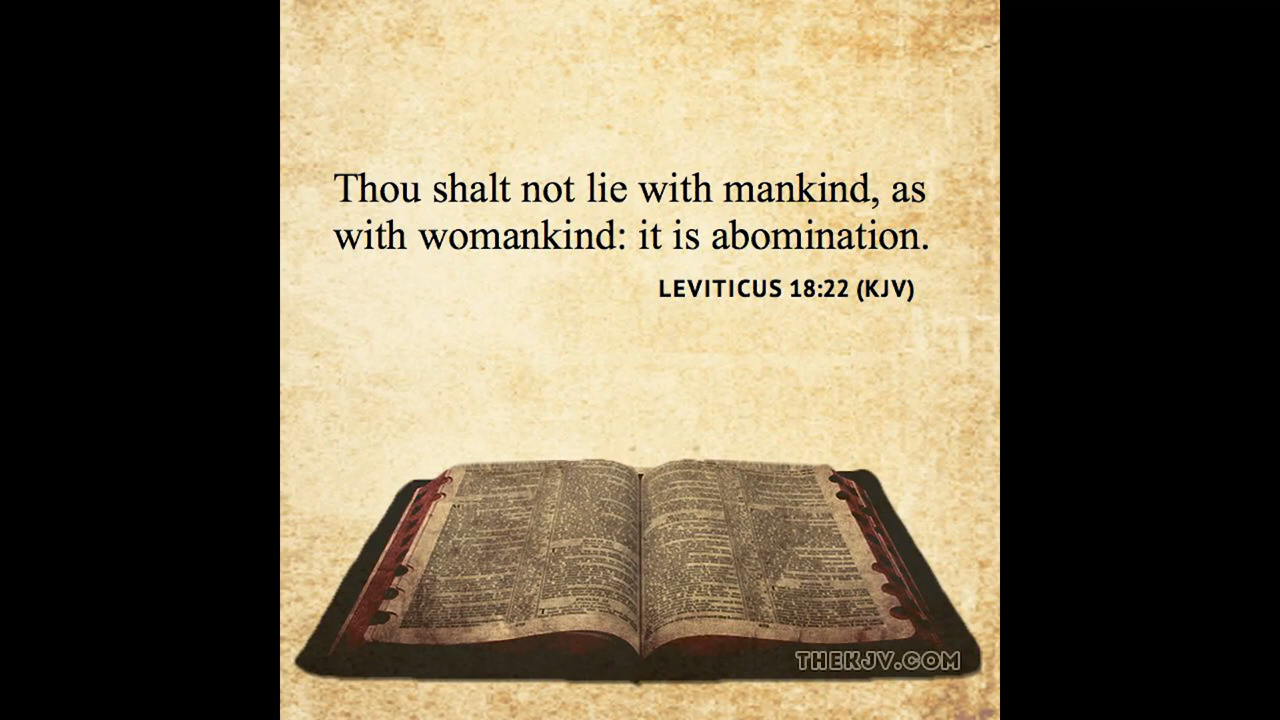 Thou shalt not lie with mankind, as
with womankind: it is abomination.
LEVITICUS 18:22 (KJV)
THEKJV.COM